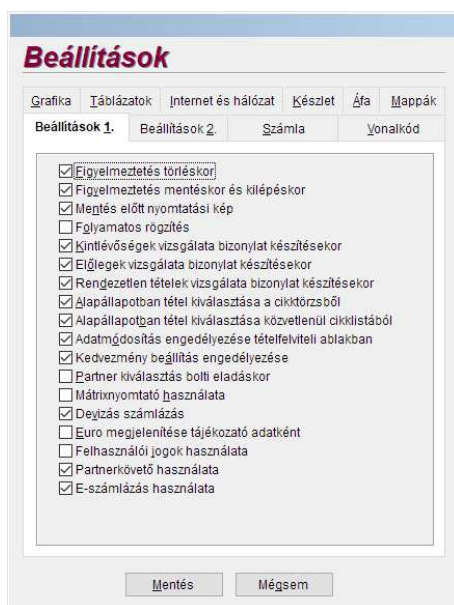 Beállítások
Grafika Táblázatok Internet és hálózat Készlet Áfa Mappák
Beállítások 1. Beállítások 2. Számla Vonalkód
Figyelmeztetés törléskor
Figyelmeztetés mentéskor és kilépéskor
Mentés előtt nyomtatási kép
Folyamatos rögzítés
Kintlévőségek vizsgálata bizonylat készítésekor
Előlegek vizsgálata bizonylat készítésekor
Rendezetlen tételek vizsgálata bizonylat készítésekor
Alapállapotban tétel kiválasztása a cikktörzsből
Alapállapotban tétel kiválasztása közvetlenül cikklistából
Adatmódosítás engedélyezése tételfelviteli ablakban
Kedvezmény beállítás engedélyezése
Partner kiválasztás bolti eladáskor
Mátrixnyomtató használata
Devizás számlázás
Euro megjelenítése tájékozató adatként
Felhasználói jogok használata
Partnerkövető használata
E-számlázás használata
Mentés Mégsem